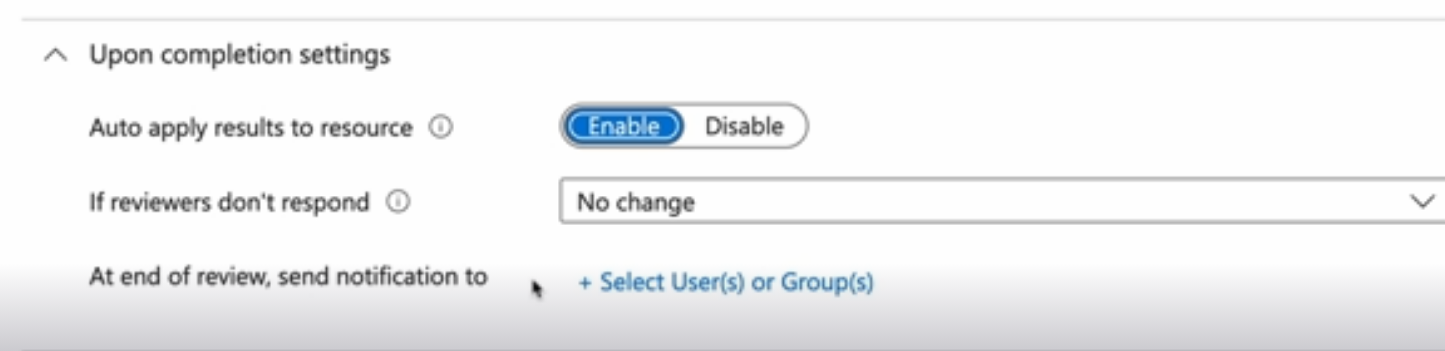 Upon completion settings
Auto apply results to resource Enable Disable
If reviewers don't respond No change
At end of review, send notification to + Select User(s) or Group(s)